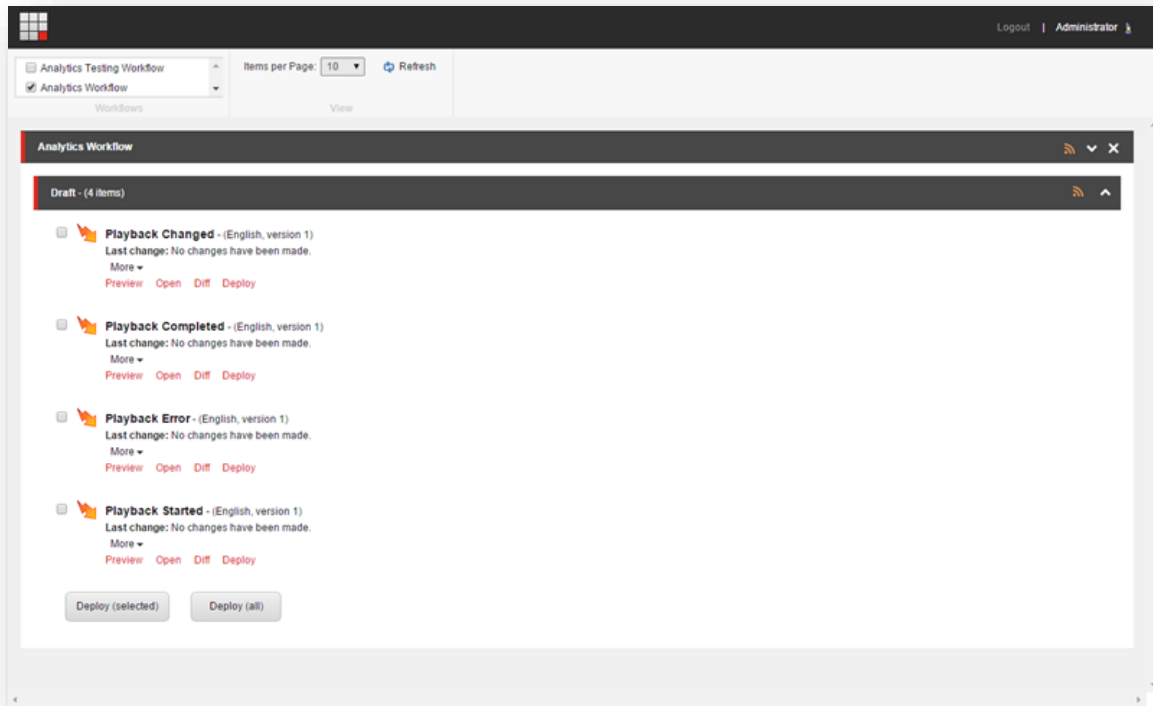 Logout | Administrator
Analytics Testing Workflow
Analytics Workflow
Workflows
Items per Page: 10 Refresh
View
Analytics Workflow
Draft - (4 items)
Playback Changed - (English, version 1)
Last change: No changes have been made.
More
Preview Open Diff Deploy
Playback Completed - (English, version 1)
Last change: No changes have been made.
More
Preview Open Diff Deploy
Playback Error - (English, version 1)
Last change: No changes have been made.
More
Preview Open Diff Deploy
Playback Started - (English, version 1)
Last change: No changes have been made.
More
Preview Open Diff Deploy
Deploy (selected) Deploy (all)